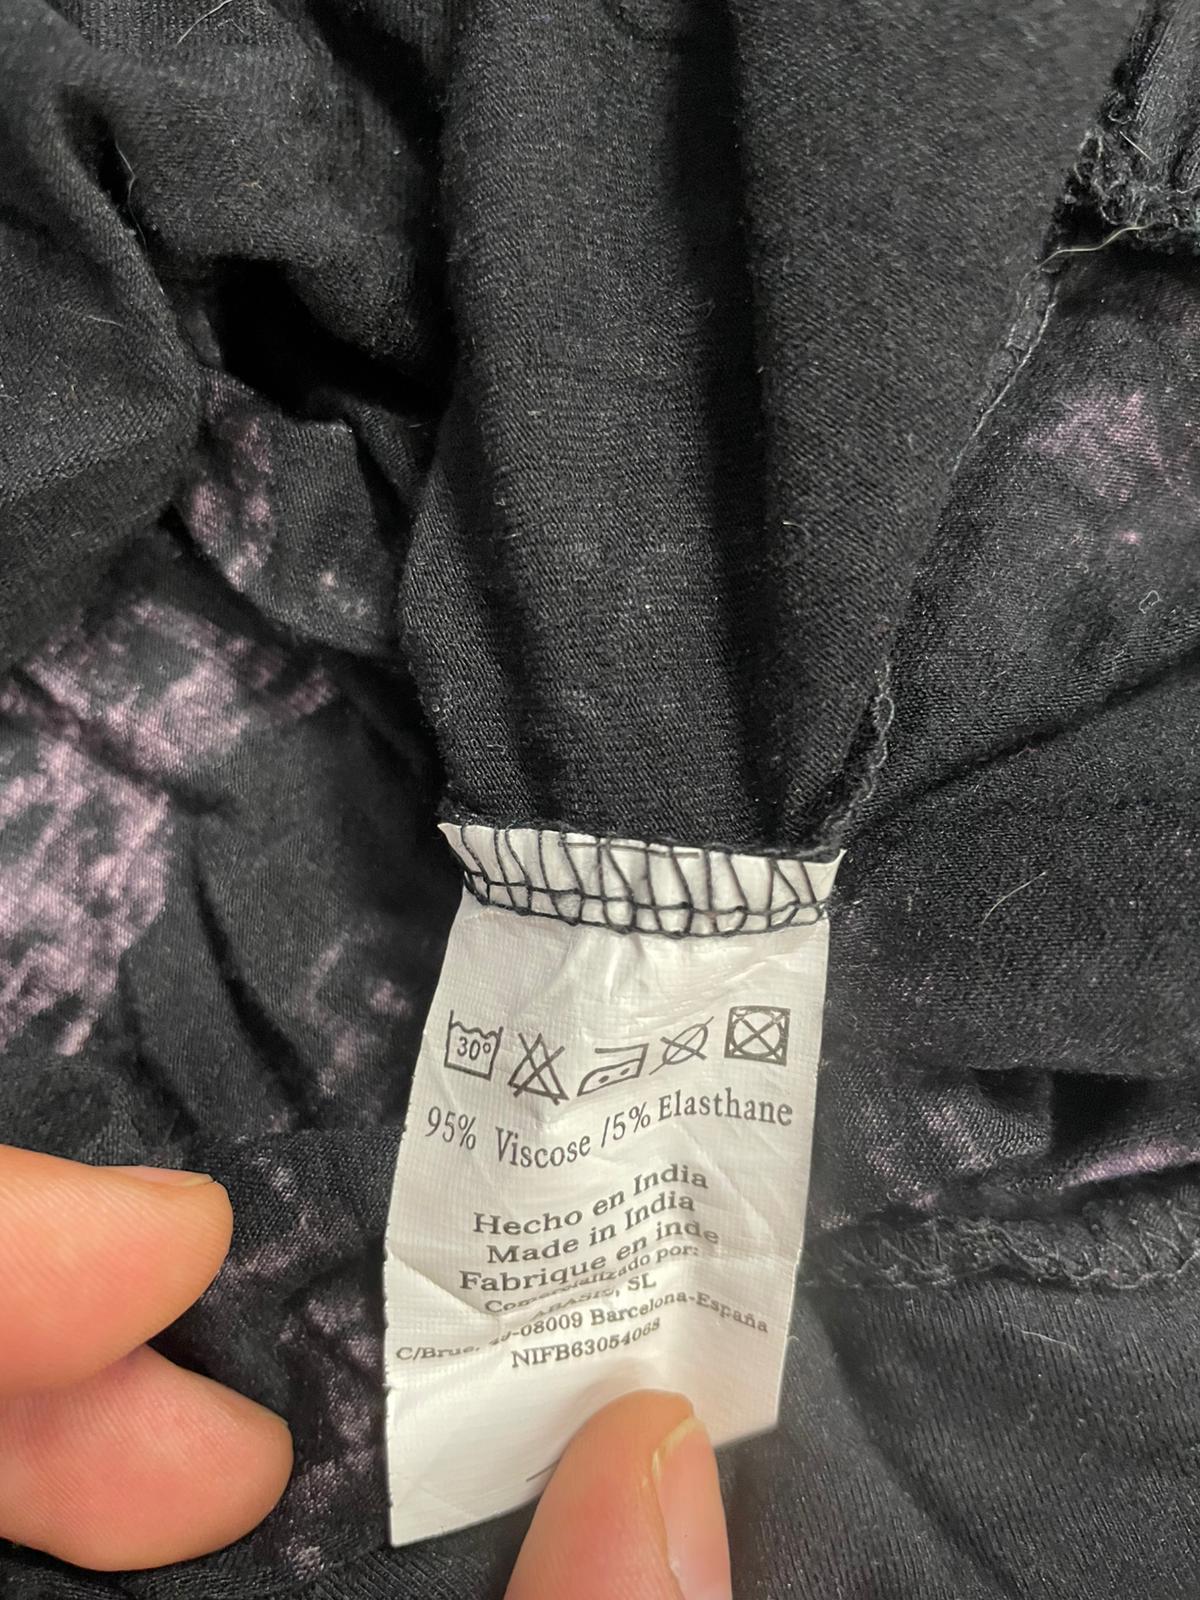 30º
95% Viscose /5% Elasthane
Hecho en India
Made in India
Fabrique en inde
Comercializado por:
SL
-08009 Barcelona-España
NIFB63054068